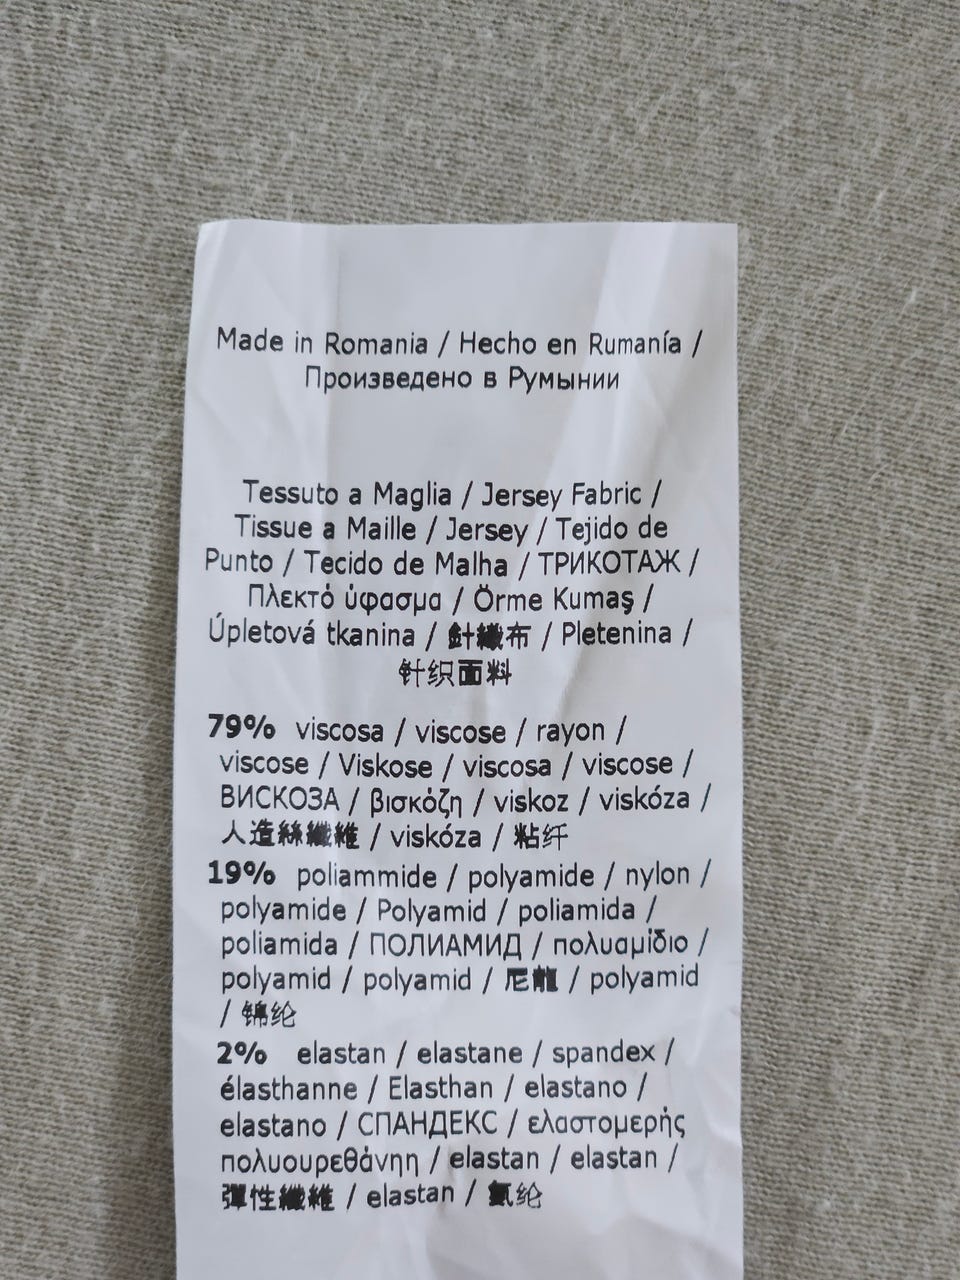 Made in Romania / Hecho en Rumanía /
Произведено в Румынии
Tessuto a Maglia / Jersey Fabric /
Tissue a Maille / Jersey / Tejido de
Punto / Tecido de Malha / ТРИКОТАЖ /
Πλεκτό ύφασμα / Örme Kumaş /
Úpletová tkanina / 針織布 / Pletenina /
针织面料
79% viscosa / viscose / rayon /
viscose / Viskose / viscosa / viscose /
ВИСКОЗА / βισκόζη / viskoz / viskóza /
人造絲纖維 / viskóza / 粘纤
19% poliammide / polyamide / nylon /
polyamide / Polyamid / poliamida /
poliamida / ПОЛИАМИД / πολυαμίδιο /
polyamid / polyamid / 尼龍 / polyamid
/ 锦纶
2% elastan / elastane / spandex /
élasthanne / Elasthan / elastano /
elastano / СПАНДЕКС / ελαστομερής
πολυουρεθάνηη / elastan / elastan /
彈性纖維 / elastan / 氨纶